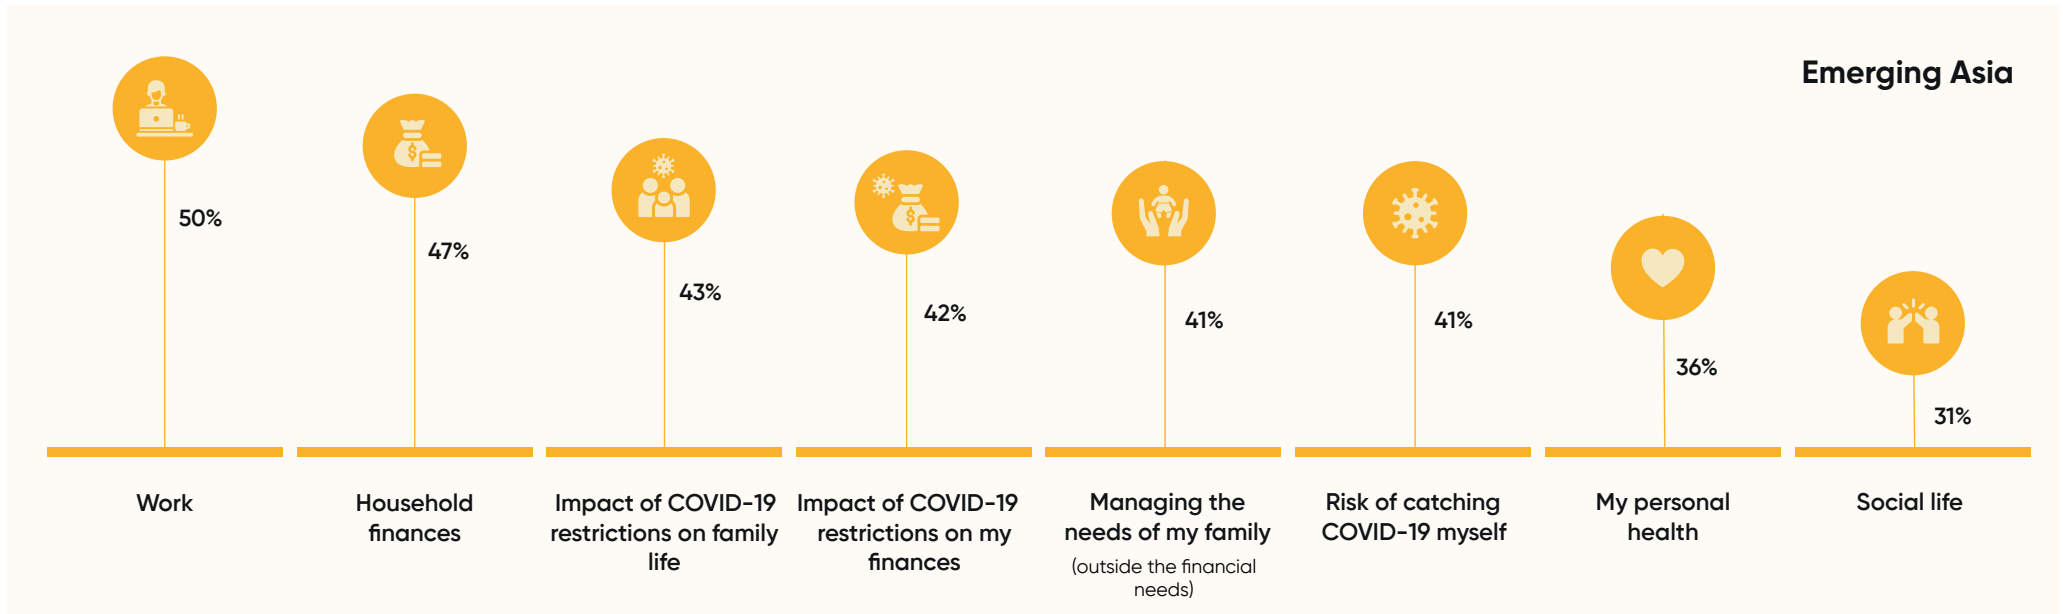 Emerging Asia
50%
47%
43%
42%
41%
41%
36%
31%
Work
Household
finances
Impact of COVID-19
restrictions on family
life
Impact of COVID-19
restrictions on my
finances
Managing the
needs of my family
(outside the financial
needs)
Risk of catching
COVID-19 myself
My personal
health
Social life